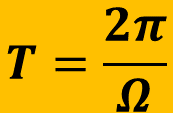 T = 2π / Ω